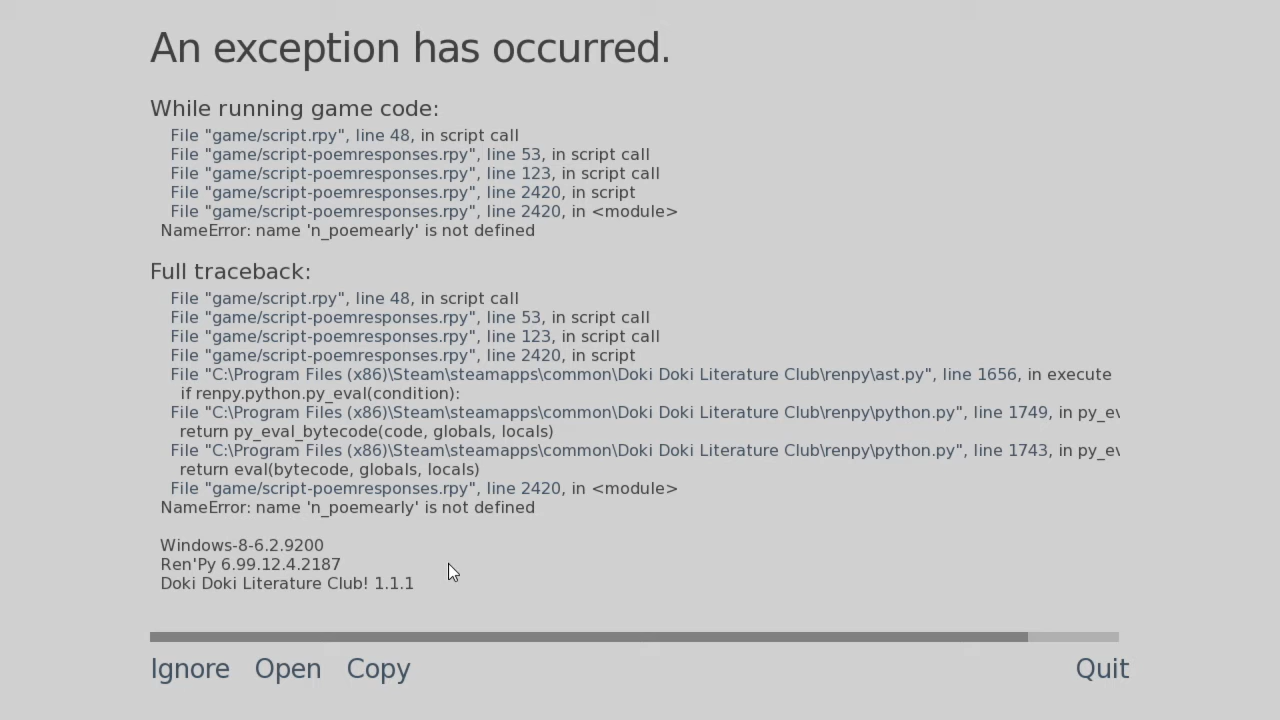 An exception has occurred.
While running game code:
File "game/script.rpy", line 48, in script call
File "game/script-poemresponses.rpy", line 53, in script call
File "game/script-poemresponses.rpy", line 123, in script call
File "game/script-poemresponses.rpy", line 2420, in script
File "game/script-poemresponses.rpy", line 2420, in <module>
NameError: name 'n_poemearly' is not defined
Full traceback:
File "game/script.rpy", line 48, in script call
File "game/script-poemresponses.rpy", line 53, in script call
File "game/script-poemresponses.rpy", line 123, in script call
File "game/script-poemresponses.rpy", line 2420, in script
File "C:\Program Files (x86)\Steam\steamapps\common\Doki Doki Literature Club\renpy\ast.py", line 1656, in execute
if renpy.python.py_eval(condition):
File "C:\Program Files (x86)\Steam\steamapps\common\Doki Doki Literature Club\renpy\python.py", line 1749, in py_ev
return py_eval_bytecode(code, globals, locals)
File "C:\Program Files (x86)\Steam\steamapps\common\Doki Doki Literature Club\renpy\python.py", line 1743, in py_ev
return eval(bytecode, globals, locals)
File "game/script-poemresponses.rpy", line 2420, in <module>
NameError: name 'n_poemearly' is not defined
Windows-8-6.2.9200
Ren'Py 6.99.12.4.2187
Doki Doki Literature Club! 1.1.1
Ignore Open Copy Quit